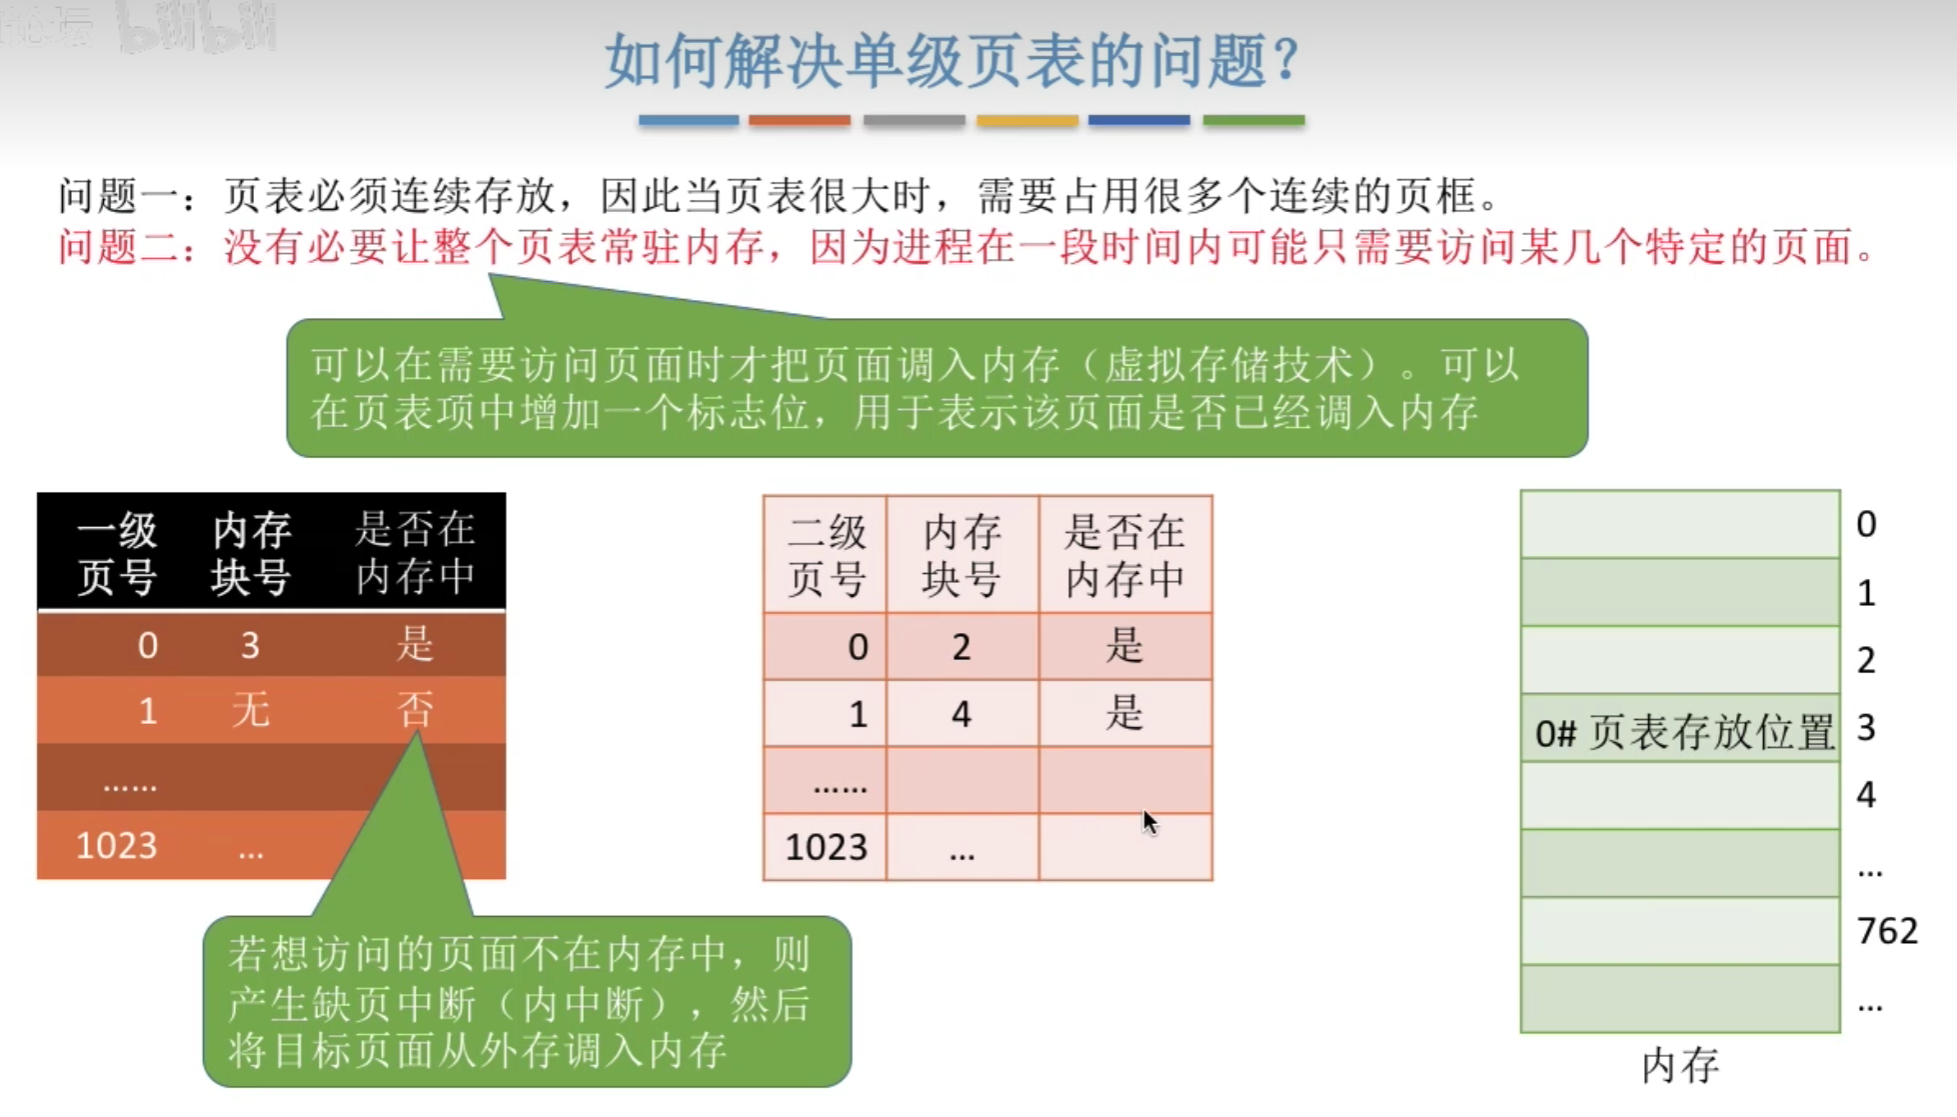 论坛 bilibili
如何解决单级页表的问题？
问题一：页表必须连续存放，因此当页表很大时，需要占用很多个连续的页框。
问题二：没有必要让整个页表常驻内存，因为进程在一段时间内可能只需要访问某几个特定的页面。
可以在需要访问页面时才把页面调入内存（虚拟存储技术）。可以
在页表项中增加一个标志位，用于表示该页面是否已经调入内存
一级页号 内存块号 是否在内存中
0 3 是
1 无 否
……
1023 …
二级页号 内存块号 是否在内存中
0 2 是
1 4 是
……
1023 …
0
1
2
0# 页表存放位置 3
4
…
762
…
内存
若想访问的页面不在内存中，则
产生缺页中断（内中断），然后
将目标页面从外存调入内存